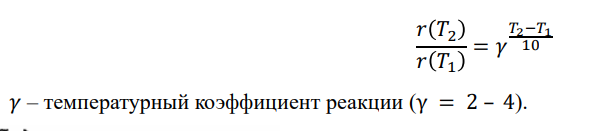 r(T₂)/r(T₁) = γ^((T₂−T₁)/10)
γ – температурный коэффициент реакции (γ = 2 – 4).